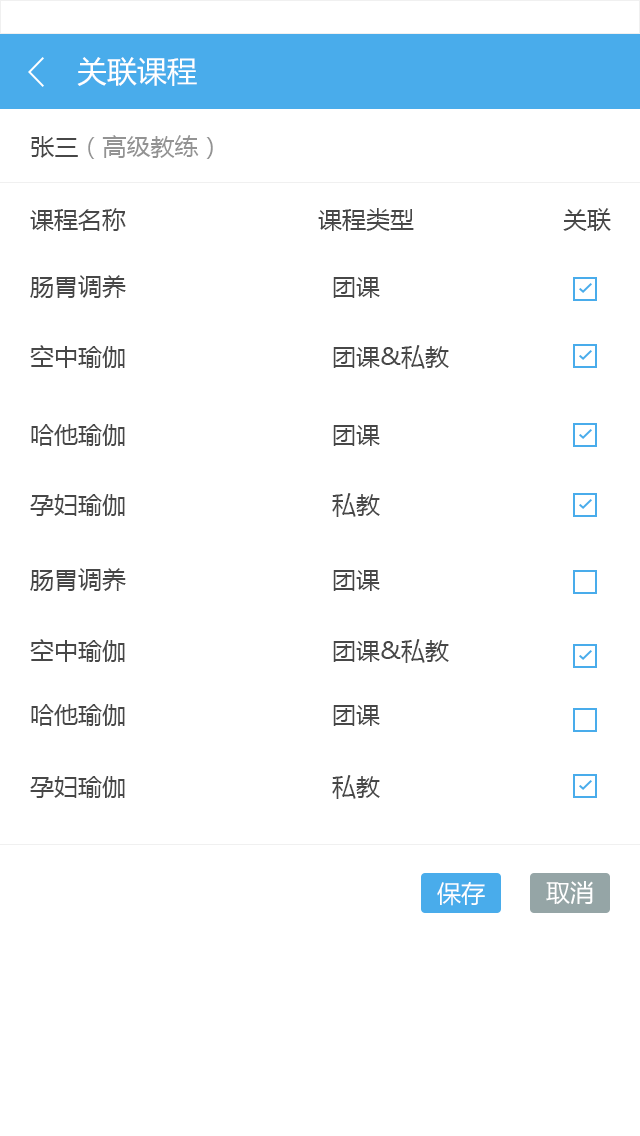 关联课程
张三（高级教练）
课程名称 课程类型 关联
肠胃调养 团课
空中瑜伽 团课&私教
哈他瑜伽 团课
孕妇瑜伽 私教
肠胃调养 团课
空中瑜伽 团课&私教
哈他瑜伽 团课
孕妇瑜伽 私教
保存 取消